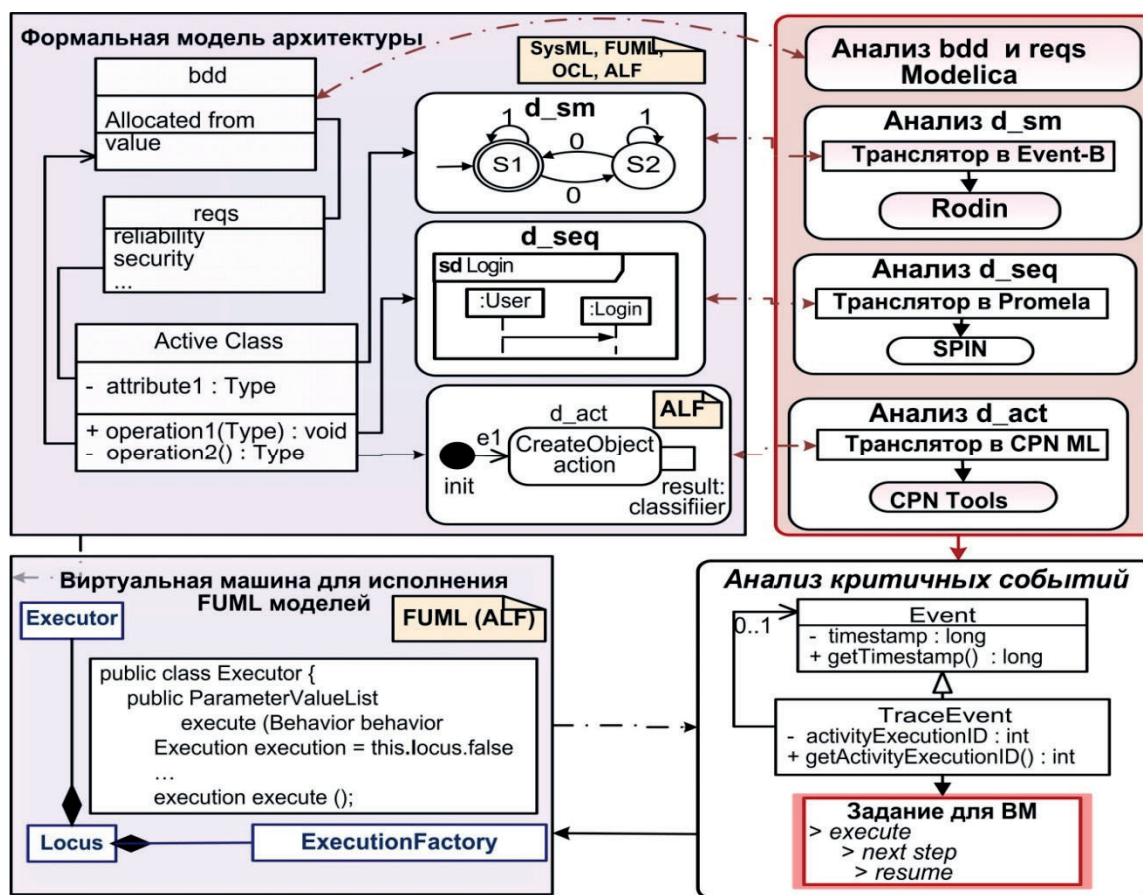 Формальная модель архитектуры
SysML, FUML,
OCL, ALF
bdd
Allocated from
value
reqs
reliability
security
...
Active Class
- attribute1 : Type
+ operation1(Type) : void
- operation2() : Type
d_sm
1
S1
0
0
1
S2
d_seq
sd Login
:User
:Login
ALF
d_act
e1
CreateObject
action
init
result:
classifiier
Анализ bdd и reqs
Modelica
Анализ d_sm
Транслятор в Event-B
Rodin
Анализ d_seq
Транслятор в Promela
SPIN
Анализ d_act
Транслятор в CPN ML
CPN Tools
Виртуальная машина для исполнения
FUML моделей
Executor
FUML (ALF)
public class Executor {
public ParameterValueList
execute (Behavior behavior
Execution execution = this.locus.false
...
execution execute ();
Locus
ExecutionFactory
Анализ критичных событий
0..1
Event
- timestamp : long
+ getTimestamp() : long
TraceEvent
- activityExecutionID : int
+ getActivityExecutionID() : int
Задание для ВМ
> execute
> next step
> resume